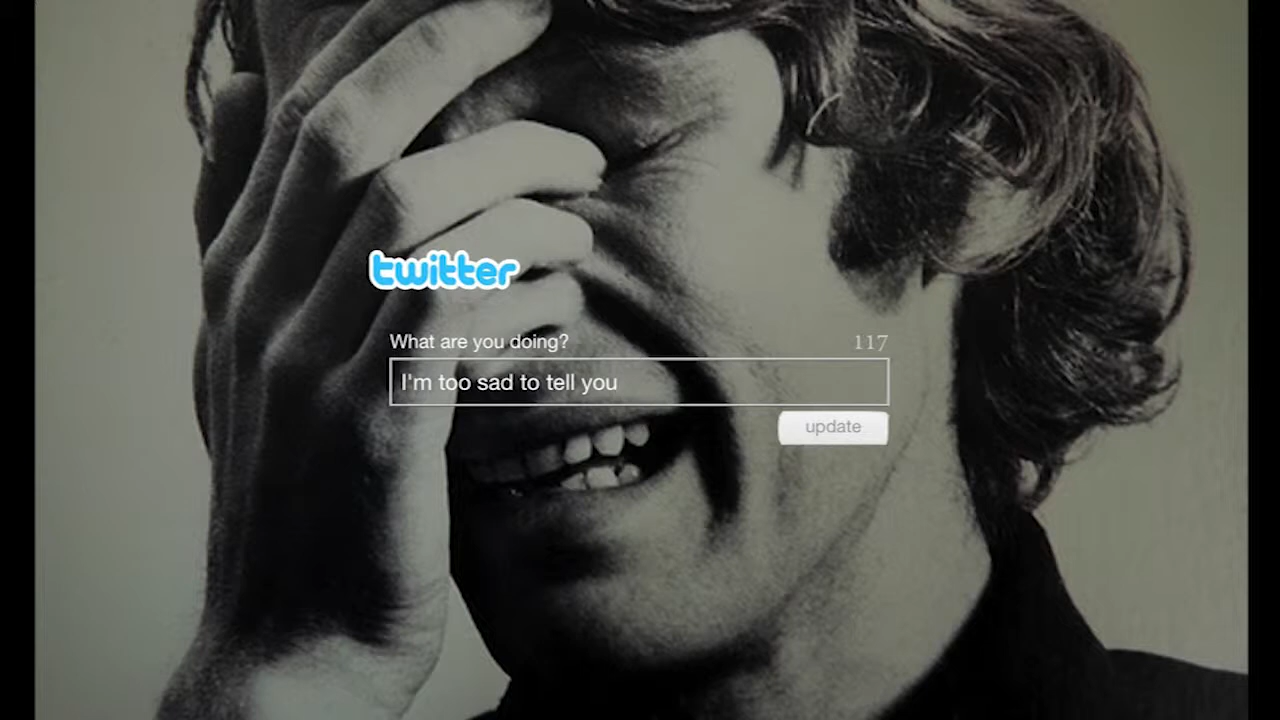 twitter
What are you doing?
117
I'm too sad to tell you
update